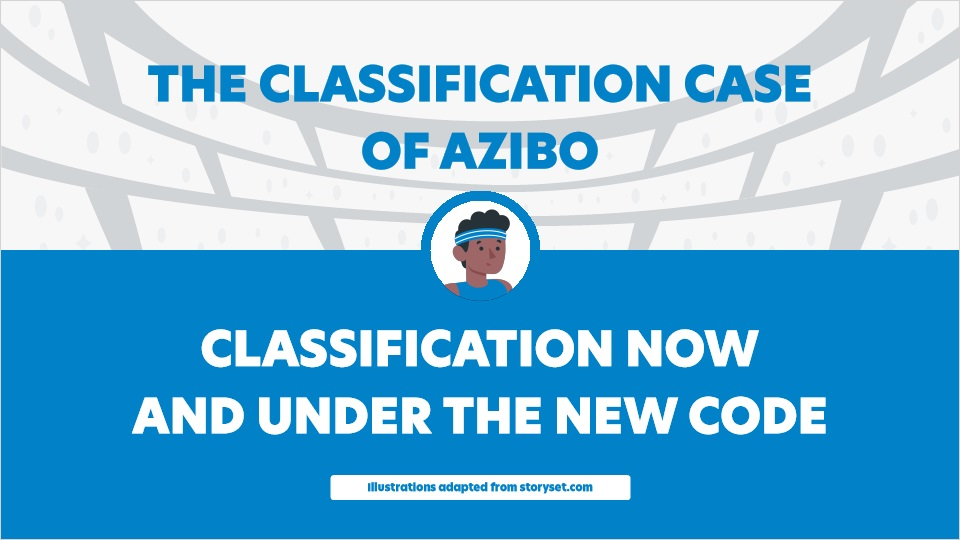 THE CLASSIFICATION CASE
OF AZIBO
CLASSIFICATION NOW
AND UNDER THE NEW CODE
Illustrations adapted from storyset.com